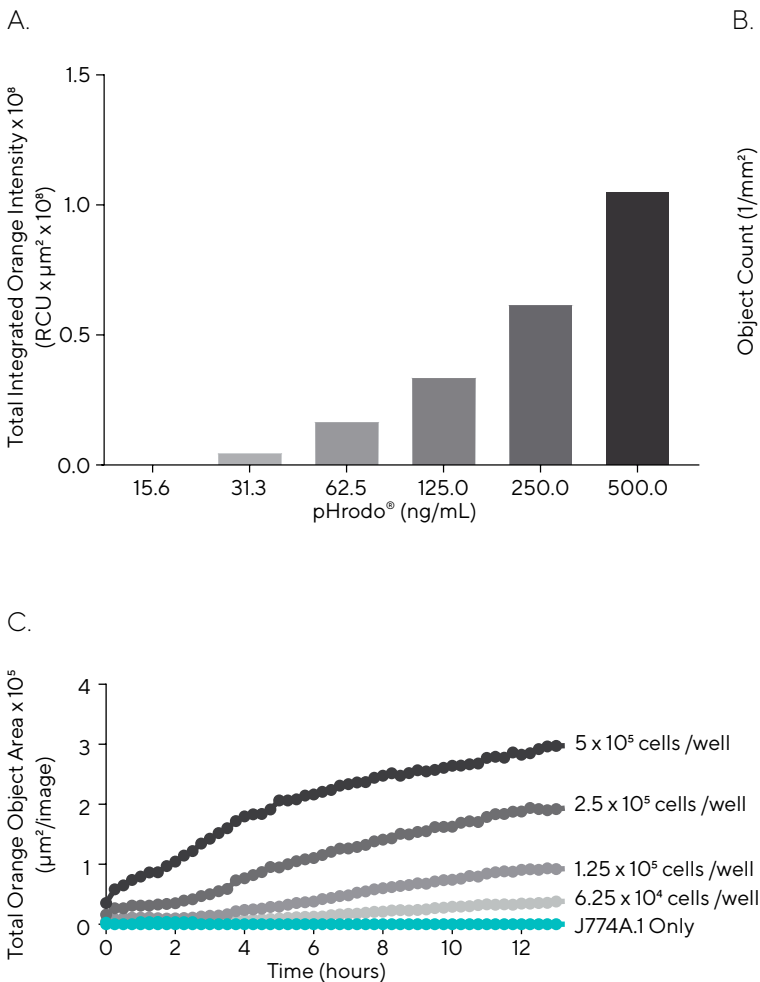 A.
B.
Total Integrated Orange Intensity x 10⁸
(RCU x µm² x 10⁸)
1.5
1.0
0.5
0.0
15.6 31.3 62.5 125.0 250.0 500.0
pHrodo® (ng/mL)
Object Count (1/mm²)
C.
Total Orange Object Area x 10⁵
(µm²/image)
4
3
2
1
0
5 x 10⁵ cells /well
2.5 x 10⁵ cells /well
1.25 x 10⁵ cells /well
6.25 x 10⁴ cells /well
J774A.1 Only
0 2 4 6 8 10 12
Time (hours)